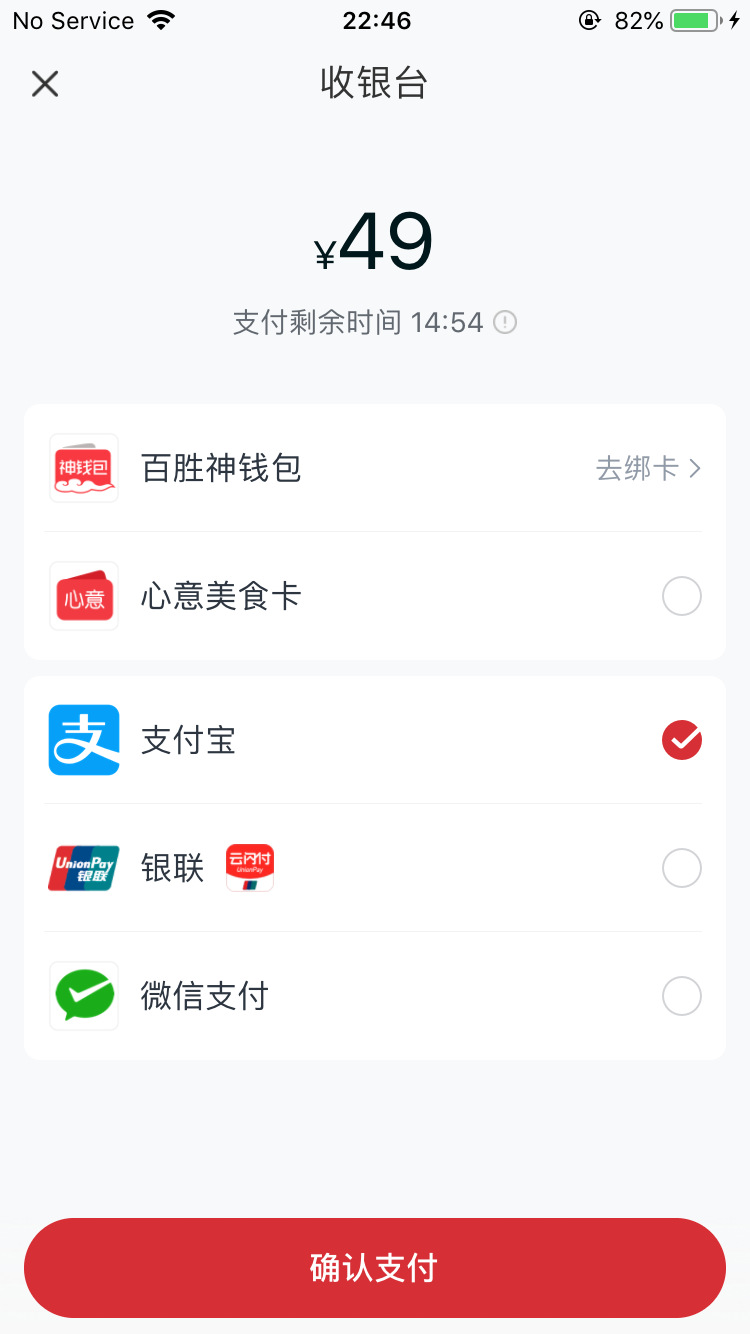 No Service 22:46 82%
收银台
¥49
支付剩余时间 14:54
神钱包 百胜神钱包 去绑卡
心意 心意美食卡
支 支付宝
UnionPay 银联 银联 云闪付 UnionPay
微信支付
确认支付